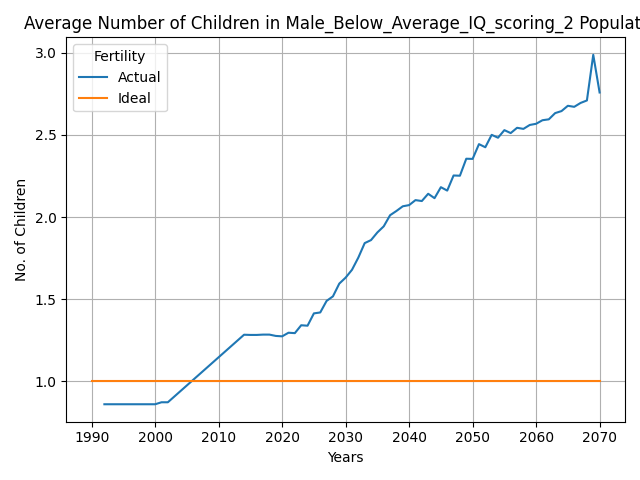 Average Number of Children in Male_Below_Average_IQ_scoring_2 Populat
Fertility
Actual
Ideal
3.0
2.5
2.0
1.5
1.0
No. of Children
1990 2000 2010 2020 2030 2040 2050 2060 2070
Years